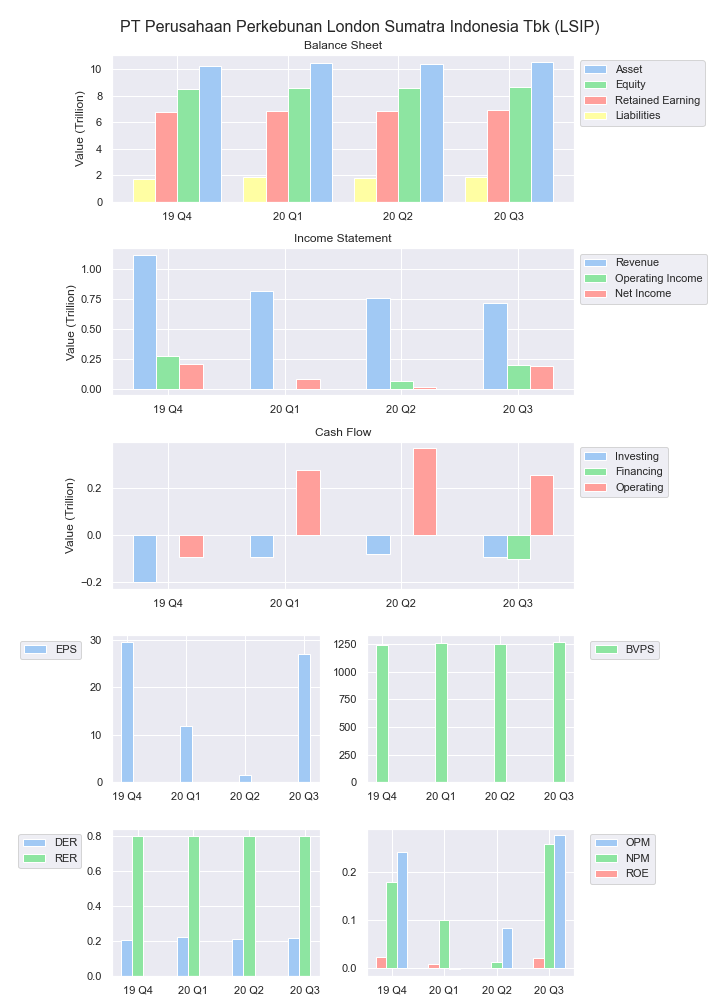 PT Perusahaan Perkebunan London Sumatra Indonesia Tbk (LSIP)
Balance Sheet
Value (Trillion)
10
8
6
4
2
0
19 Q4 20 Q1 20 Q2 20 Q3
Asset
Equity
Retained Earning
Liabilities
Income Statement
Value (Trillion)
1.00
0.75
0.50
0.25
0.00
19 Q4 20 Q1 20 Q2 20 Q3
Revenue
Operating Income
Net Income
Cash Flow
Value (Trillion)
0.2
0.0
−0.2
19 Q4 20 Q1 20 Q2 20 Q3
Investing
Financing
Operating
EPS
30
20
10
0
19 Q4 20 Q1 20 Q2 20 Q3
1250
1000
750
500
250
0
19 Q4 20 Q1 20 Q2 20 Q3
BVPS
DER
RER
0.8
0.6
0.4
0.2
0.0
19 Q4 20 Q1 20 Q2 20 Q3
0.2
0.1
0.0
19 Q4 20 Q1 20 Q2 20 Q3
OPM
NPM
ROE